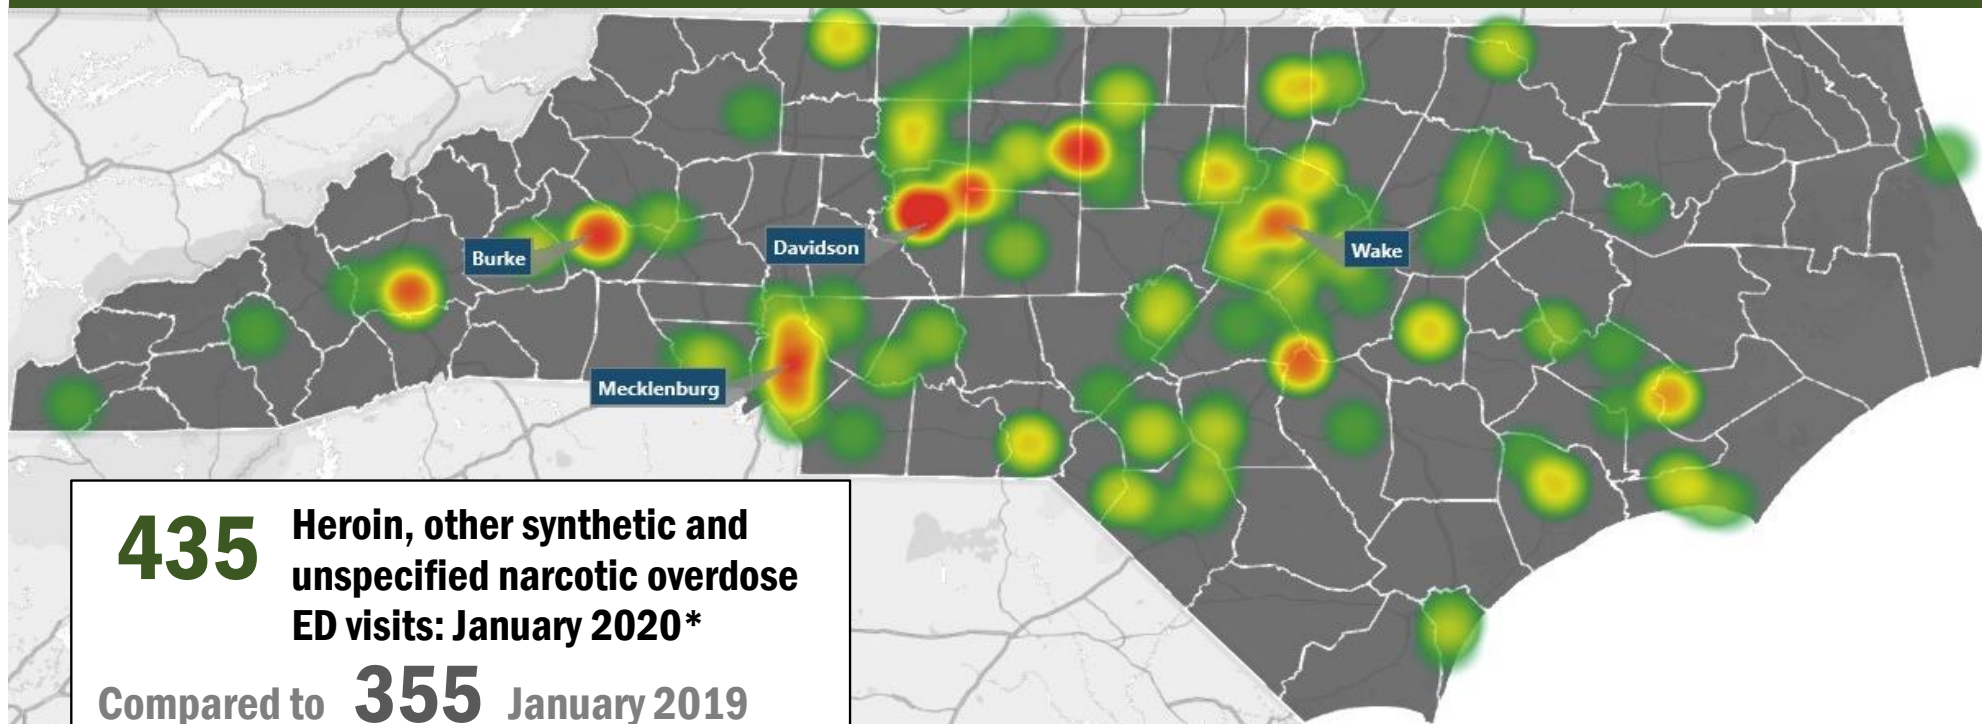 Burke
Davidson
Wake
Mecklenburg
435 Heroin, other synthetic and
unspecified narcotic overdose
ED visits: January 2020*
Compared to 355 January 2019